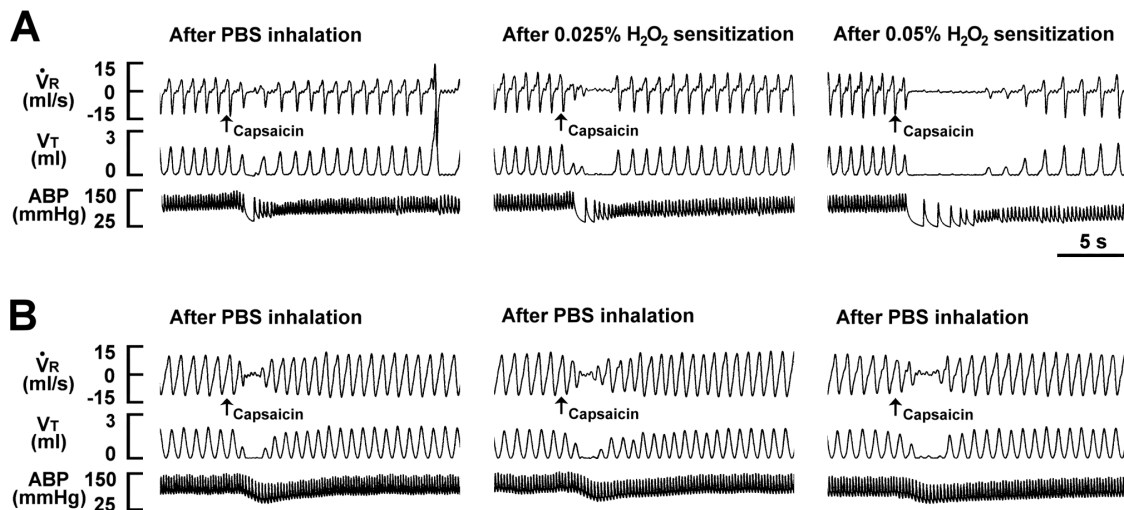 A
After PBS inhalation
After 0.025% H₂O₂ sensitization
After 0.05% H₂O₂ sensitization
V̇R
(ml/s)
15
0
-15
Capsaicin
Capsaicin
Capsaicin
VT
(ml)
3
0
ABP
(mmHg)
150
25
5 s
B
After PBS inhalation
After PBS inhalation
After PBS inhalation
V̇R
(ml/s)
15
0
-15
Capsaicin
Capsaicin
Capsaicin
VT
(ml)
3
0
ABP
(mmHg)
150
25